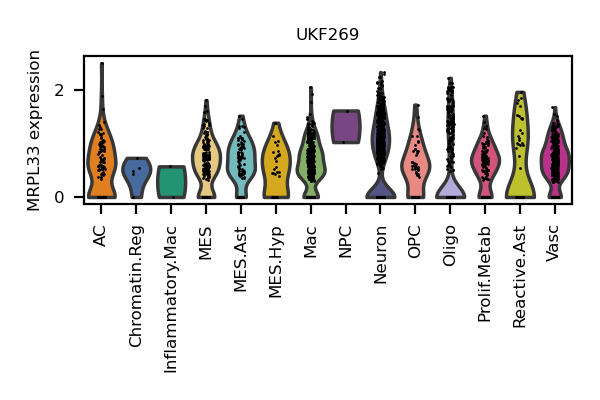 UKF269
MRPL33 expression
2
0
AC
Chromatin.Reg
Inflammatory.Mac
MES
MES.Ast
MES.Hyp
Mac
NPC
Neuron
OPC
Oligo
Prolif.Metab
Reactive.Ast
Vasc